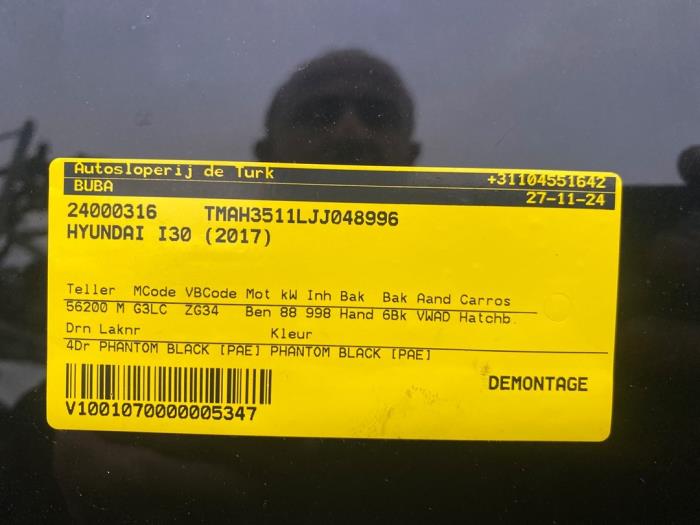 Autosloperij de Turk +31104551642
BUBA 27-11-24
24000316 TMAH3511LJJ048996
HYUNDAI I30 (2017)
Teller MCode VBCode Mot kW Inh Bak Bak Aand Carros
56200 M G3LC ZG34 Ben 88 998 Hand 6Bk VWAD Hatchb.
Drn Laknr Kleur
4Dr PHANTOM BLACK [PAE] PHANTOM BLACK [PAE]
DEMONTAGE
V1001070000005347